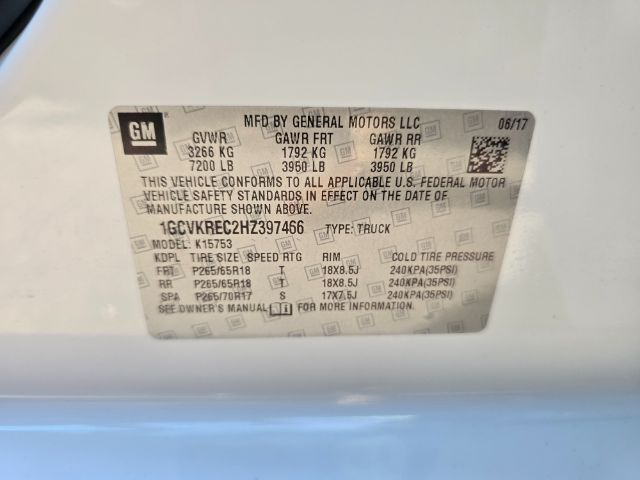 GM
MFD BY GENERAL MOTORS LLC 06/17
GVWR GAWR FRT GAWR RR
3266 KG 1792 KG 1792 KG
7200 LB 3950 LB 3950 LB
THIS VEHICLE CONFORMS TO ALL APPLICABLE U.S. FEDERAL MOTOR
VEHICLE SAFETY STANDARDS IN EFFECT ON THE DATE OF
MANUFACTURE SHOWN ABOVE.
1GCVKREC2HZ397466 TYPE: TRUCK
MODEL: K15753
KDPL TIRE SIZE SPEED RTG RIM COLD TIRE PRESSURE
FRT P265/65R18 T 18X8.5J 240KPA(35PSI)
RR P265/65R18 T 18X8.5J 240KPA(35PSI)
SPA P265/70R17 S 17X7.5J 240KPA(35PSI)
SEE OWNER'S MANUAL FOR MORE INFORMATION.